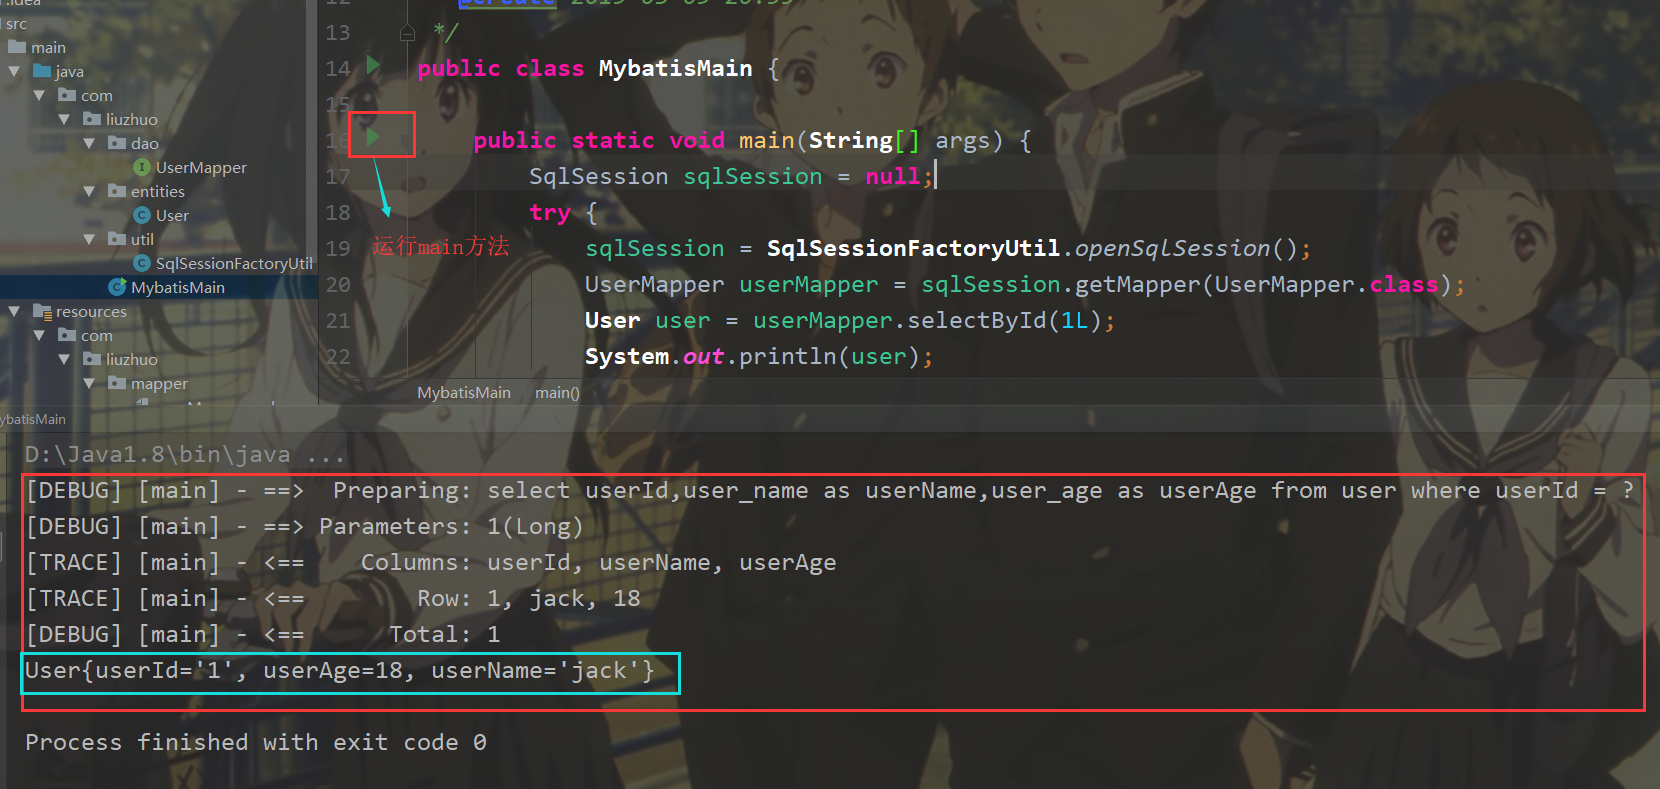 src
main
java
com
liuzhuo
dao
UserMapper
entities
User
util
SqlSessionFactoryUtil
MybatisMain
resources
com
liuzhuo
mapper
13 */
14 public class MybatisMain {
15
16 public static void main(String[] args) {
17 SqlSession sqlSession = null;
18 try {
运行main方法
19 sqlSession = SqlSessionFactoryUtil.openSqlSession();
20 UserMapper userMapper = sqlSession.getMapper(UserMapper.class);
21 User user = userMapper.selectById(1L);
22 System.out.println(user);
MybatisMain main()
ybatisMain
D:\Java1.8\bin\java ...
[DEBUG] [main] - ==>  Preparing: select userId,user_name as userName,user_age as userAge from user where userId = ?
[DEBUG] [main] - ==> Parameters: 1(Long)
[TRACE] [main] - <==    Columns: userId, userName, userAge
[TRACE] [main] - <==        Row: 1, jack, 18
[DEBUG] [main] - <==      Total: 1
User{userId='1', userAge=18, userName='jack'}
Process finished with exit code 0